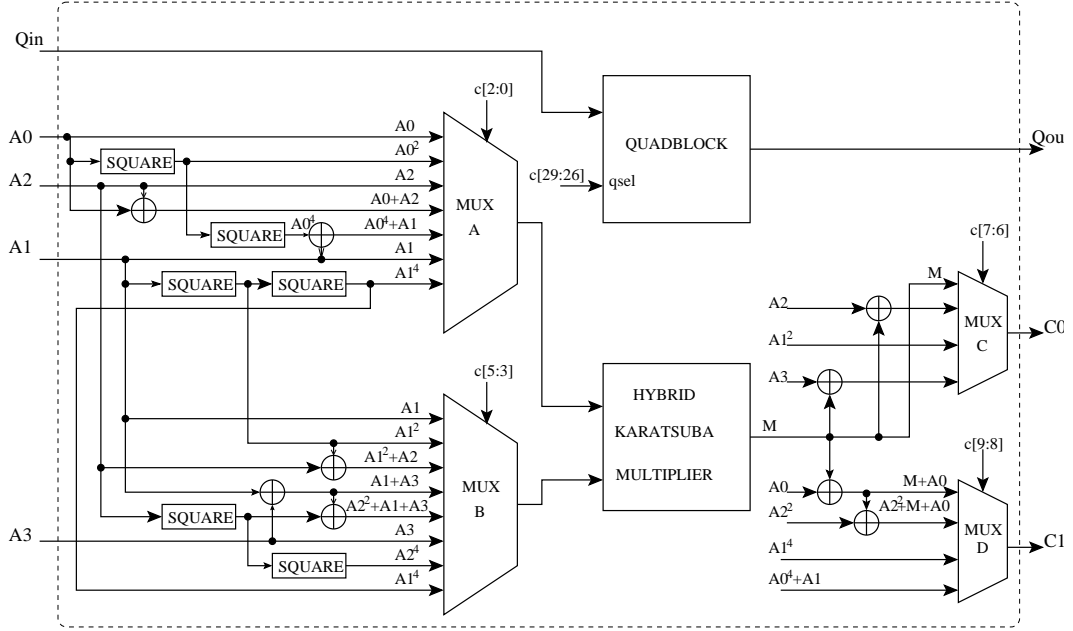 Qin
A0
A2
A1
A3
SQUARE
SQUARE
SQUARE
SQUARE
SQUARE
SQUARE
A0⁴
c[2:0]
A0
A0²
A2
A0+A2
A0⁴+A1
A1
A1⁴
MUX
A
c[5:3]
A1
A1²
A1²+A2
A1+A3
A2²+A1+A3
A3
A2⁴
A1⁴
MUX
B
QUADBLOCK
c[29:26]
qsel
Qou
HYBRID
KARATSUBA
MULTIPLIER
M
c[7:6]
M
A2
A1²
A3
MUX
C
C0
c[9:8]
A0
M+A0
A2²
A2²+M+A0
A1⁴
A0⁴+A1
MUX
D
C1